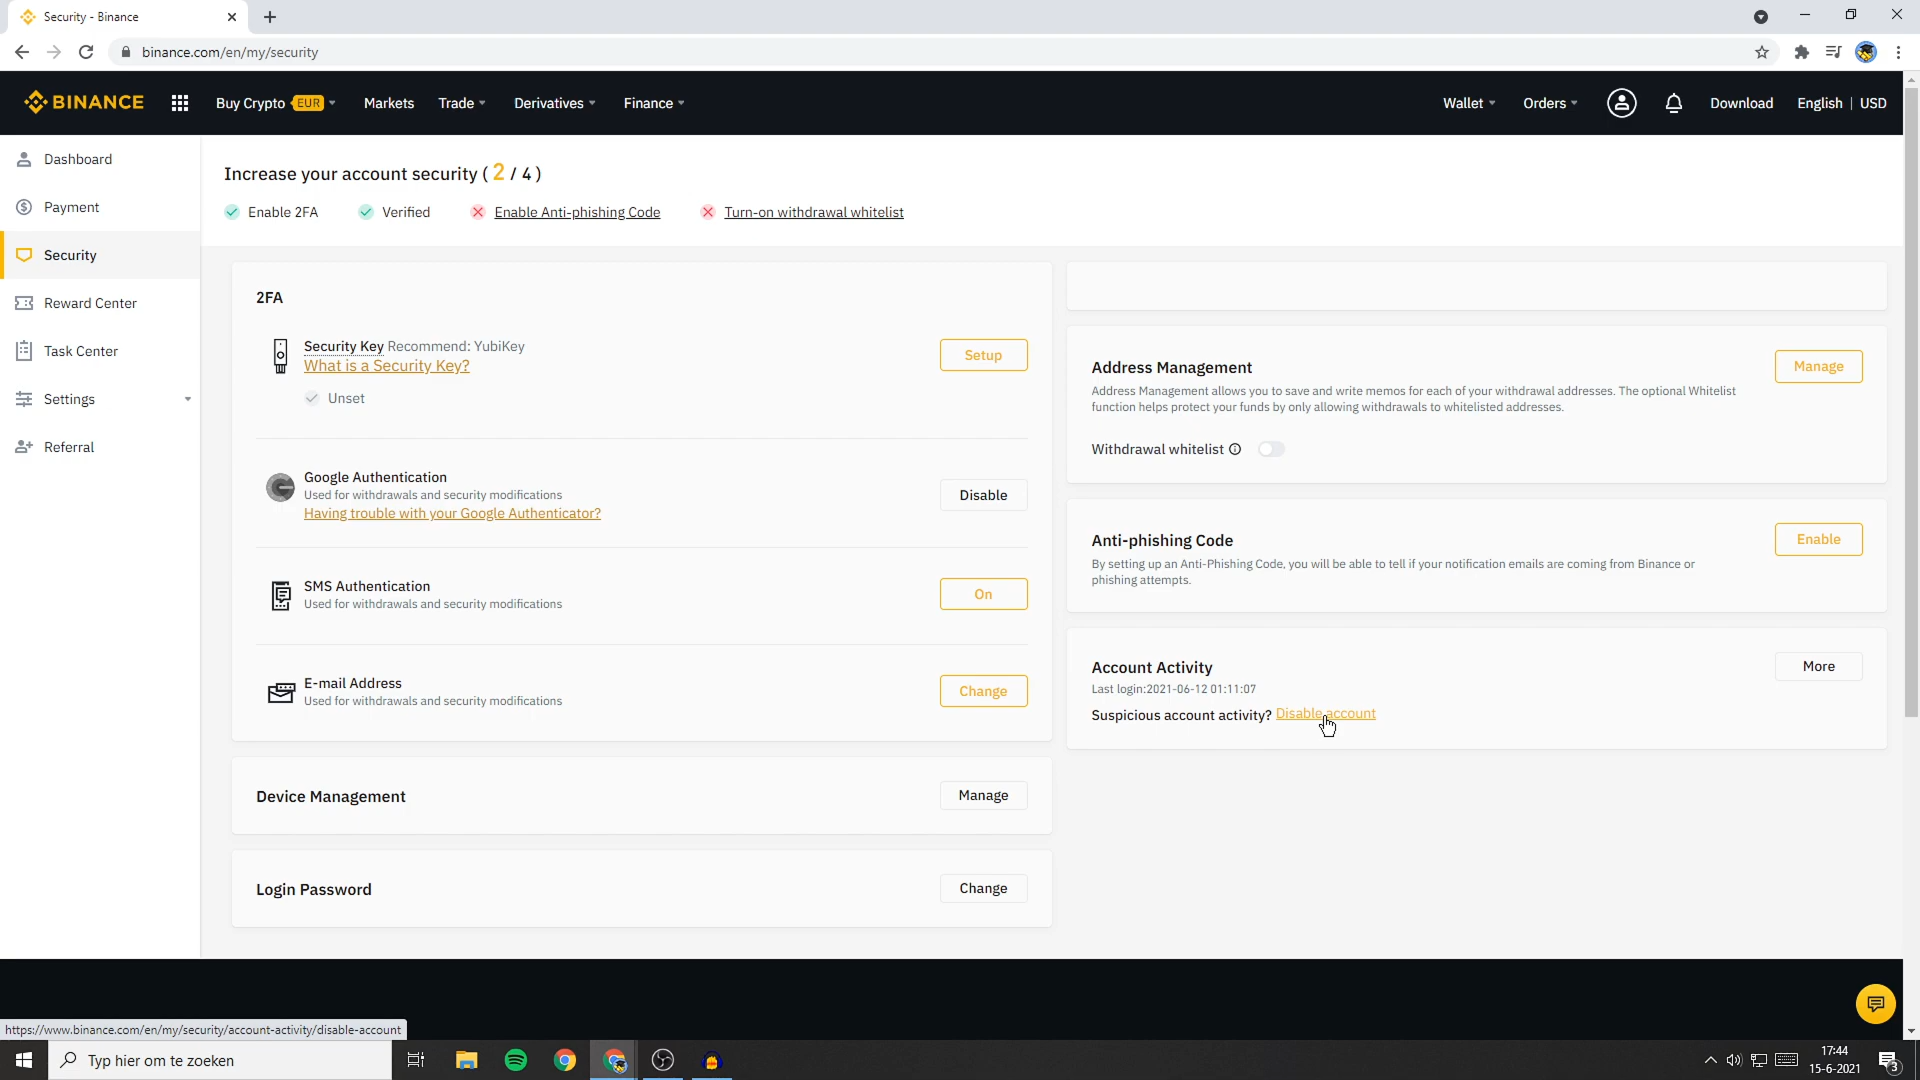 Security - Binance
binance.com/en/my/security
BINANCE Buy Crypto EUR Markets Trade Derivatives Finance Wallet Orders Download English | USD
Dashboard
Payment
Security
Reward Center
Task Center
Settings
Referral
Increase your account security ( 2 / 4 )
Enable 2FA Verified Enable Anti-phishing Code Turn-on withdrawal whitelist
2FA
Security Key Recommend: YubiKey
What is a Security Key?
Unset
Setup
Google Authentication
Used for withdrawals and security modifications
Having trouble with your Google Authenticator?
Disable
SMS Authentication
Used for withdrawals and security modifications
On
E-mail Address
Used for withdrawals and security modifications
Change
Device Management
Manage
Login Password
Change
Address Management
Address Management allows you to save and write memos for each of your withdrawal addresses. The optional Whitelist
function helps protect your funds by only allowing withdrawals to whitelisted addresses.
Manage
Withdrawal whitelist
Anti-phishing Code
By setting up an Anti-Phishing Code, you will be able to tell if your notification emails are coming from Binance or
phishing attempts.
Enable
Account Activity
Last login:2021-06-12 01:11:07
Suspicious account activity? Disable account
More
https://www.binance.com/en/my/security/account-activity/disable-account
Typ hier om te zoeken
17:44
15-6-2021
3